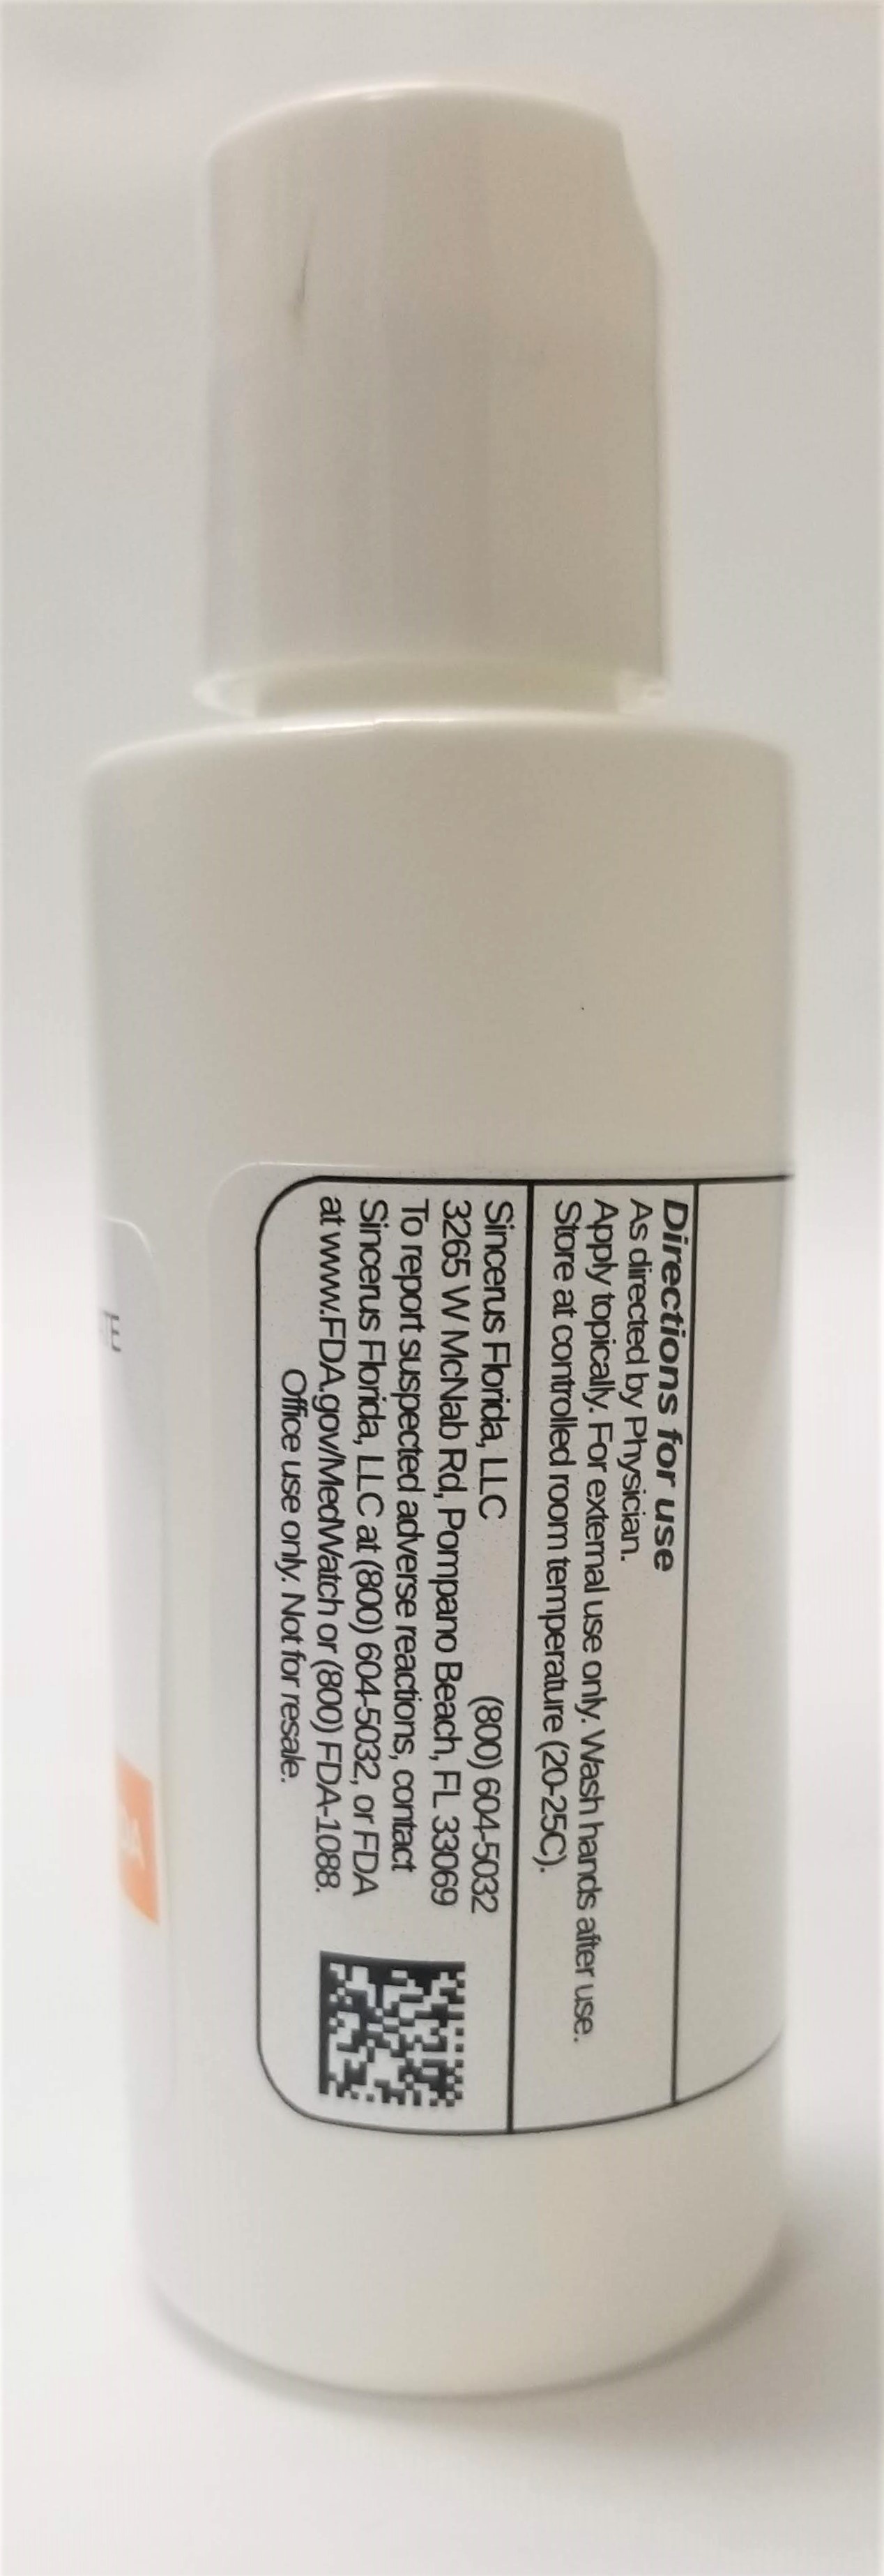 Directions for use
As directed by Physician.
Apply topically. For external use only. Wash hands after use.
Store at controlled room temperature (20-25C).
Sincerus Florida, LLC (800) 604-5032
3265 W McNab Rd, Pompano Beach, FL 33069
To report suspected adverse reactions, contact
Sincerus Florida, LLC at (800) 604-5032, or FDA
at www.FDA.gov/MedWatch or (800) FDA-1088.
Office use only. Not for resale.